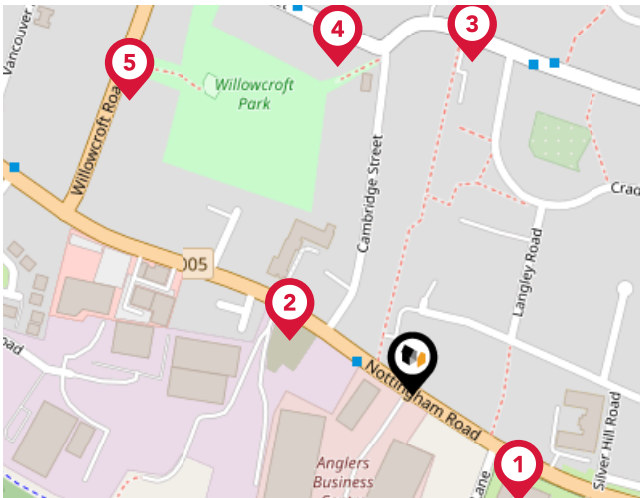 Vancouver
4
3
5
Willowcroft
Park
Willowcroft Road
Cambridge Street
Langley Road
005
2
Nottingham Road
Silver Hill Road
1
Anglers
Business
Lane